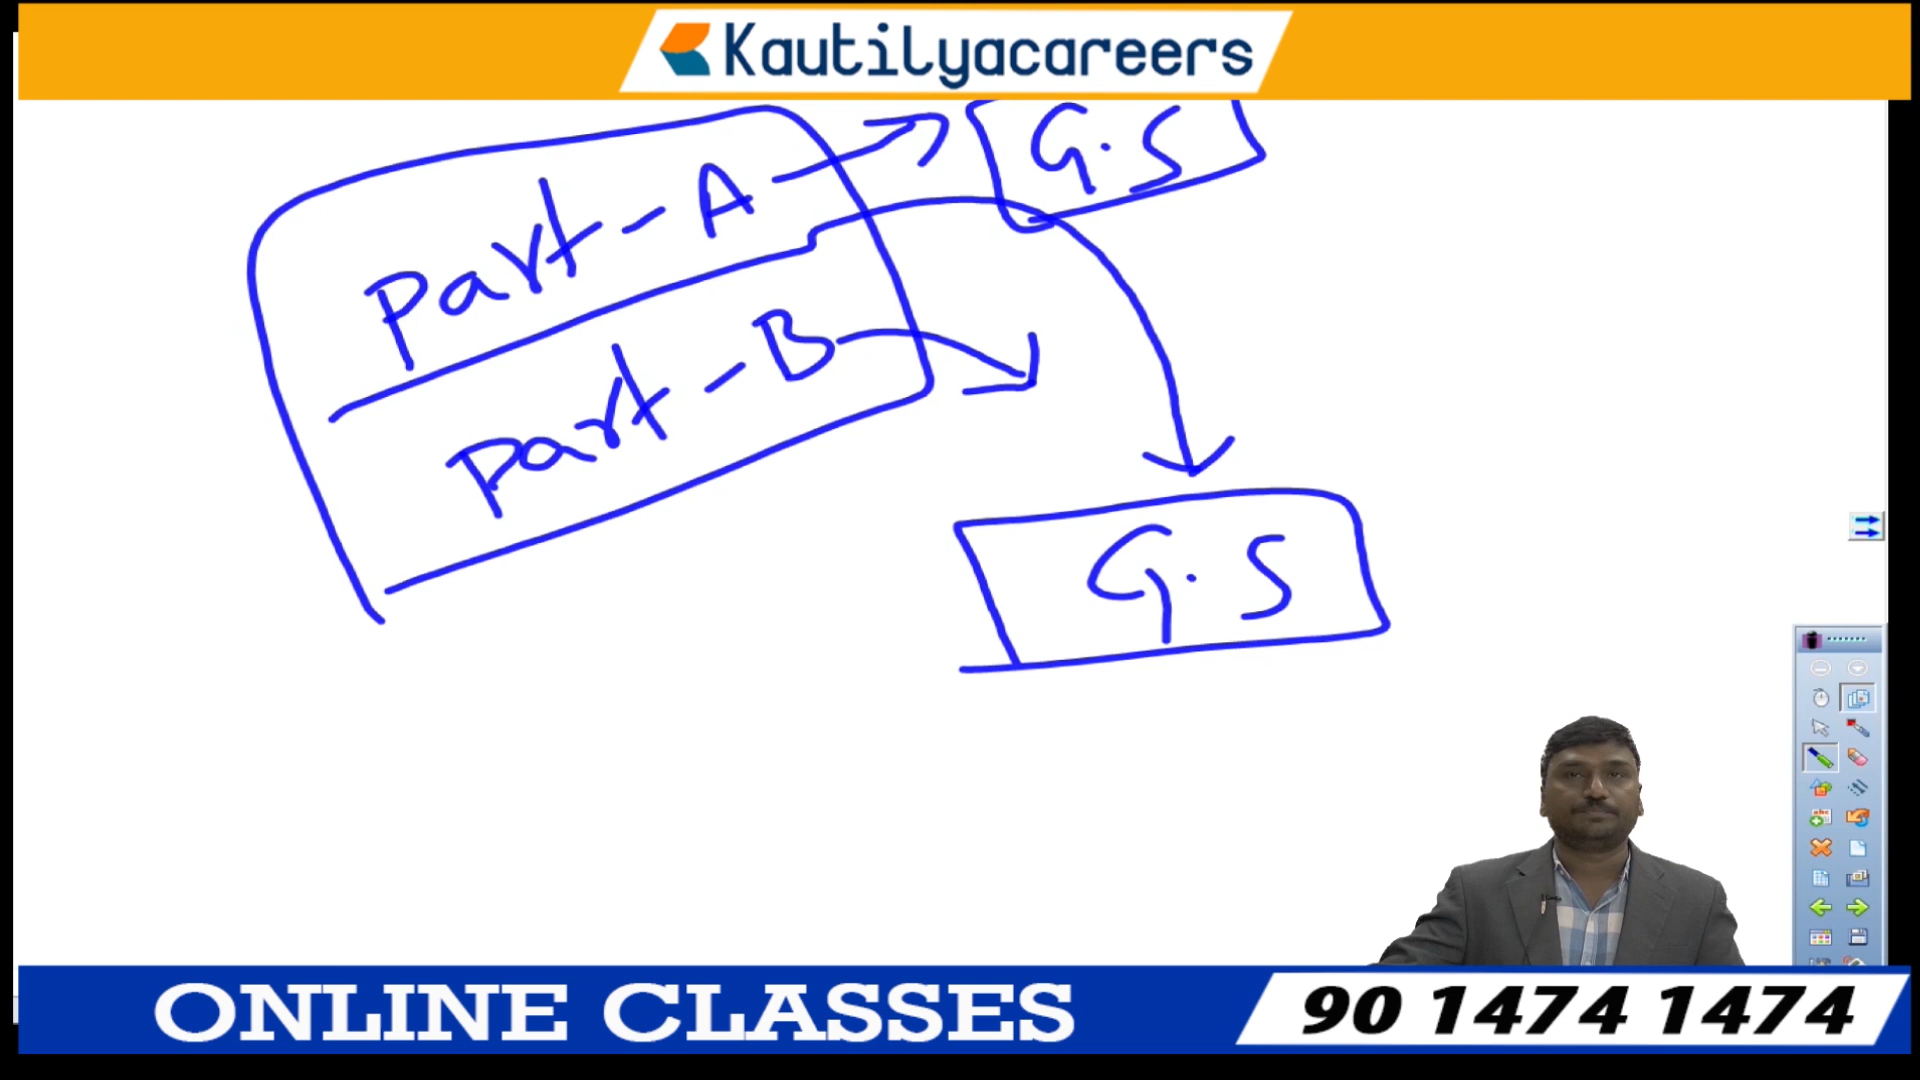 Kautilyacareers
Part - A
G.S
Part - B
G.S
ONLINE CLASSES
90 1474 1474